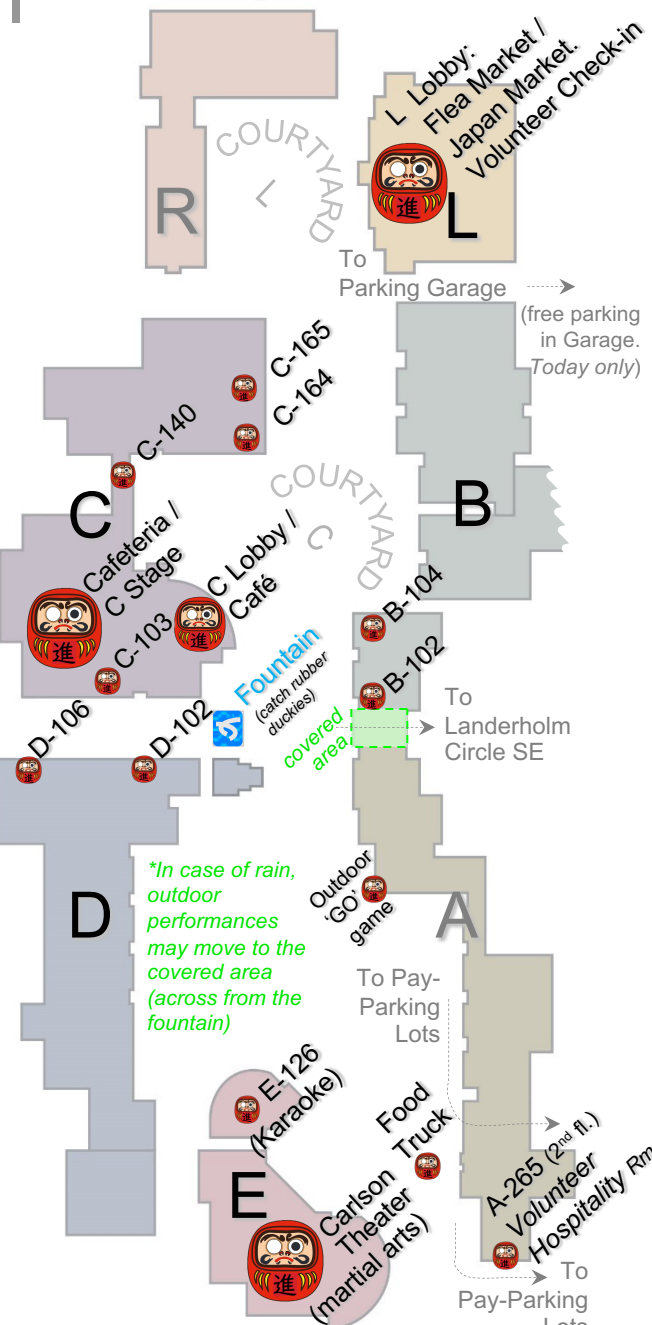 L Lobby:
Flea Market /
Japan Market.
Volunteer Check-in
進
L
R
COURTYARD
L
To
Parking Garage
(free parking
in Garage.
Today only)
C-165
C-164
C-140
C
COURTYARD
C
B
Cafeteria /
C Stage
進
C Lobby /
Café
進
C-103
B-104
B-102
Fountain
(catch rubber
duckies)
covered
area
To
Landerholm
Circle SE
D-106
D-102
D
*In case of rain,
outdoor
performances
may move to the
covered area
(across from the
fountain)
Outdoor
‘GO’
game
A
To Pay-
Parking
Lots
E-126
(Karaoke)
Food
Truck
E
Carlson
Theater
(martial arts)
進
A-265 (2nd fl.)
Volunteer
Hospitality Rm
To
Pay-Parking
Lots